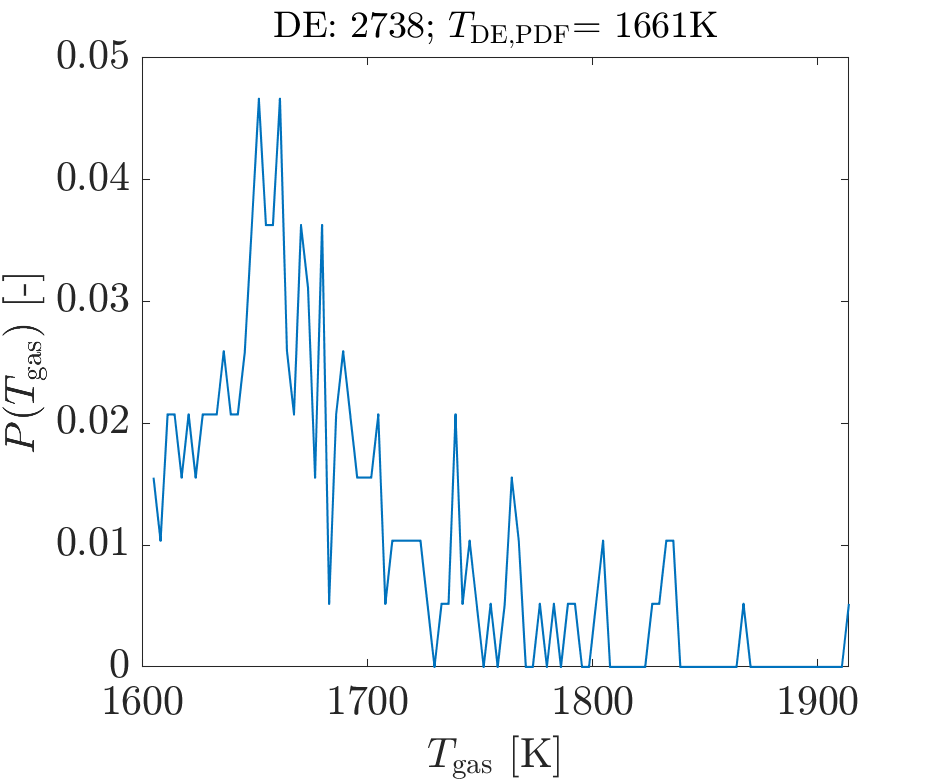 DE: 2738; T_DE,PDF= 1661K
0.05
0.04
0.03
0.02
0.01
0
P(T_gas) [-]
1600 1700 1800 1900
T_gas [K]